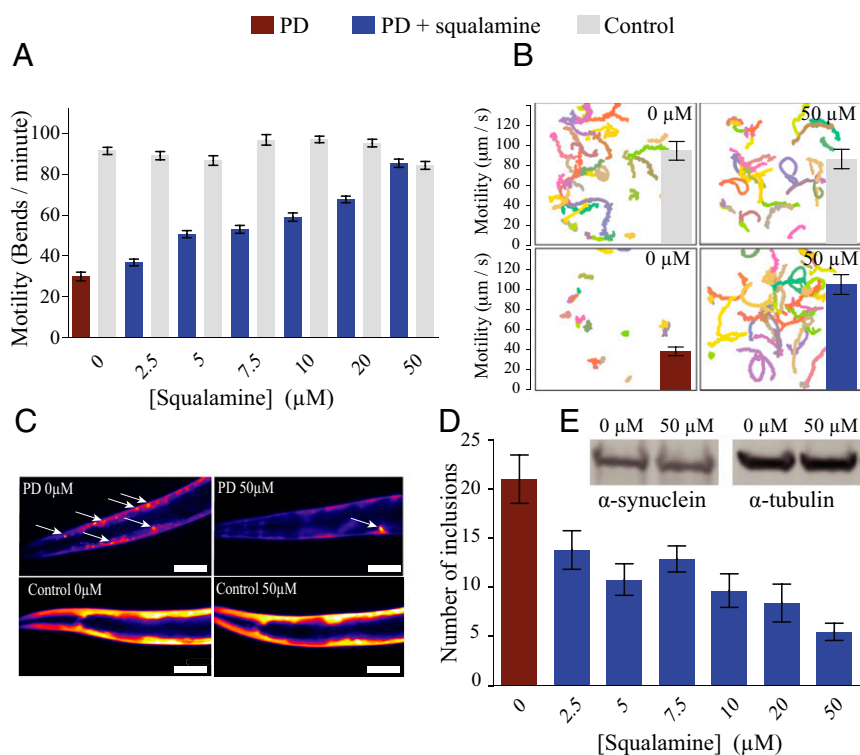 PD PD + squalamine Control
A
Motility (Bends / minute)
100
80
60
40
20
0
0 2.5 5 7.5 10 20 50
[Squalamine] (µM)
B
Motility (µm / s)
120
100
80
60
40
20
0
0 µM
50 µM
Motility (µm / s)
120
100
80
60
40
20
0
0 µM
50 µM
C
PD 0µM
PD 50µM
Control 0µM
Control 50µM
D
Number of inclusions
25
20
15
10
5
0
0 2.5 5 7.5 10 20 50
[Squalamine] (µM)
E
0 µM 50 µM
α-synuclein
0 µM 50 µM
α-tubulin